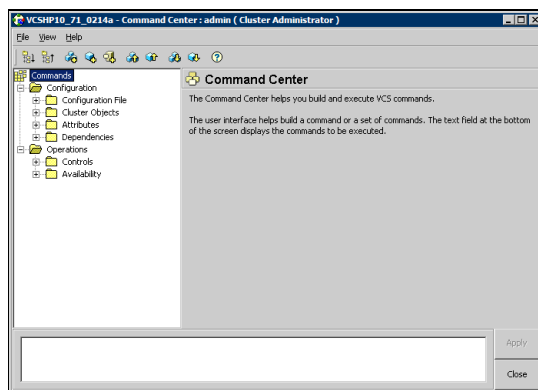 VCSHP10_71_0214a - Command Center : admin ( Cluster Administrator )
File View Help
Commands
Configuration
Configuration File
Cluster Objects
Attributes
Dependencies
Operations
Controls
Availability
Command Center
The Command Center helps you build and execute VCS commands.
The user interface helps build a command or a set of commands. The text field at the bottom
of the screen displays the commands to be executed.
Apply
Close